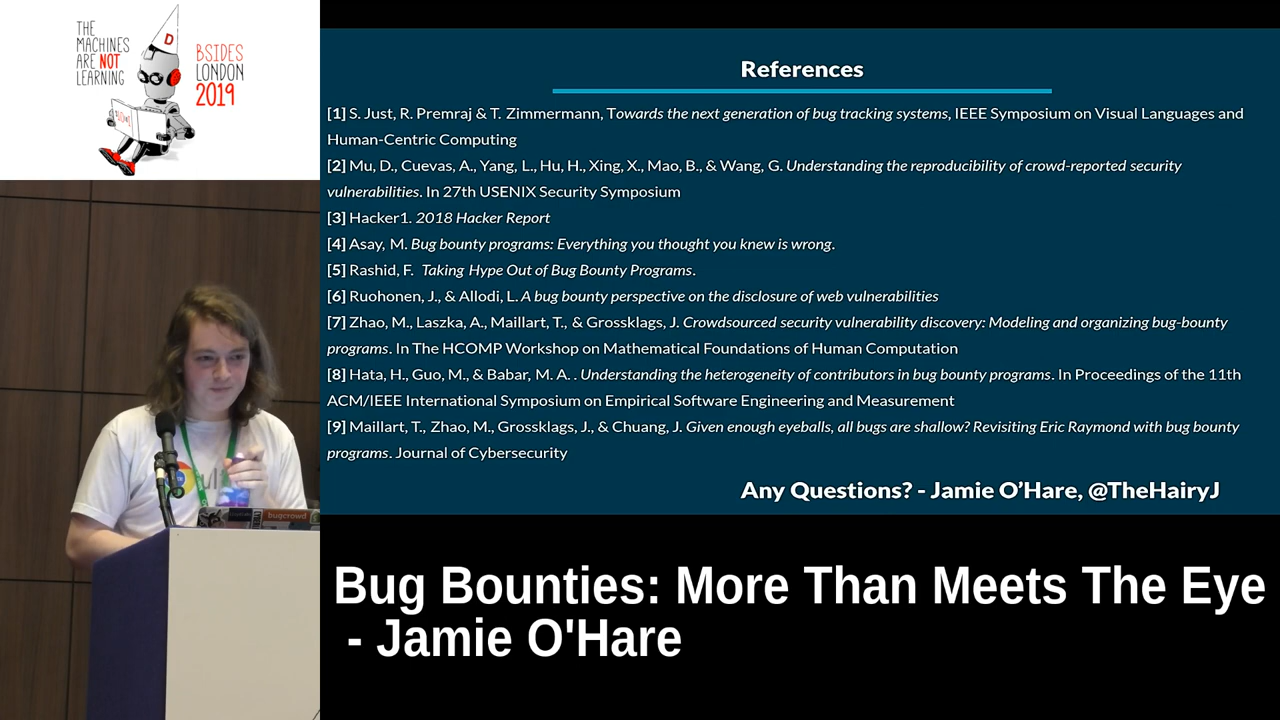 THE
MACHINES
ARE NOT
LEARNING
D
BSIDES
LONDON
2019
References
[1] S. Just, R. Premraj & T. Zimmermann, Towards the next generation of bug tracking systems, IEEE Symposium on Visual Languages and
Human-Centric Computing
[2] Mu, D., Cuevas, A., Yang, L., Hu, H., Xing, X., Mao, B., & Wang, G. Understanding the reproducibility of crowd-reported security
vulnerabilities. In 27th USENIX Security Symposium
[3] Hacker1. 2018 Hacker Report
[4] Asay, M. Bug bounty programs: Everything you thought you knew is wrong.
[5] Rashid, F. Taking Hype Out of Bug Bounty Programs.
[6] Ruohonen, J., & Allodi, L. A bug bounty perspective on the disclosure of web vulnerabilities
[7] Zhao, M., Laszka, A., Maillart, T., & Grossklags, J. Crowdsourced security vulnerability discovery: Modeling and organizing bug-bounty
programs. In The HCOMP Workshop on Mathematical Foundations of Human Computation
[8] Hata, H., Guo, M., & Babar, M. A. . Understanding the heterogeneity of contributors in bug bounty programs. In Proceedings of the 11th
ACM/IEEE International Symposium on Empirical Software Engineering and Measurement
[9] Maillart, T., Zhao, M., Grossklags, J., & Chuang, J. Given enough eyeballs, all bugs are shallow? Revisiting Eric Raymond with bug bounty
programs. Journal of Cybersecurity
Any Questions? - Jamie O’Hare, @TheHairyJ
bugcrowd
Bug Bounties: More Than Meets The Eye
- Jamie O'Hare